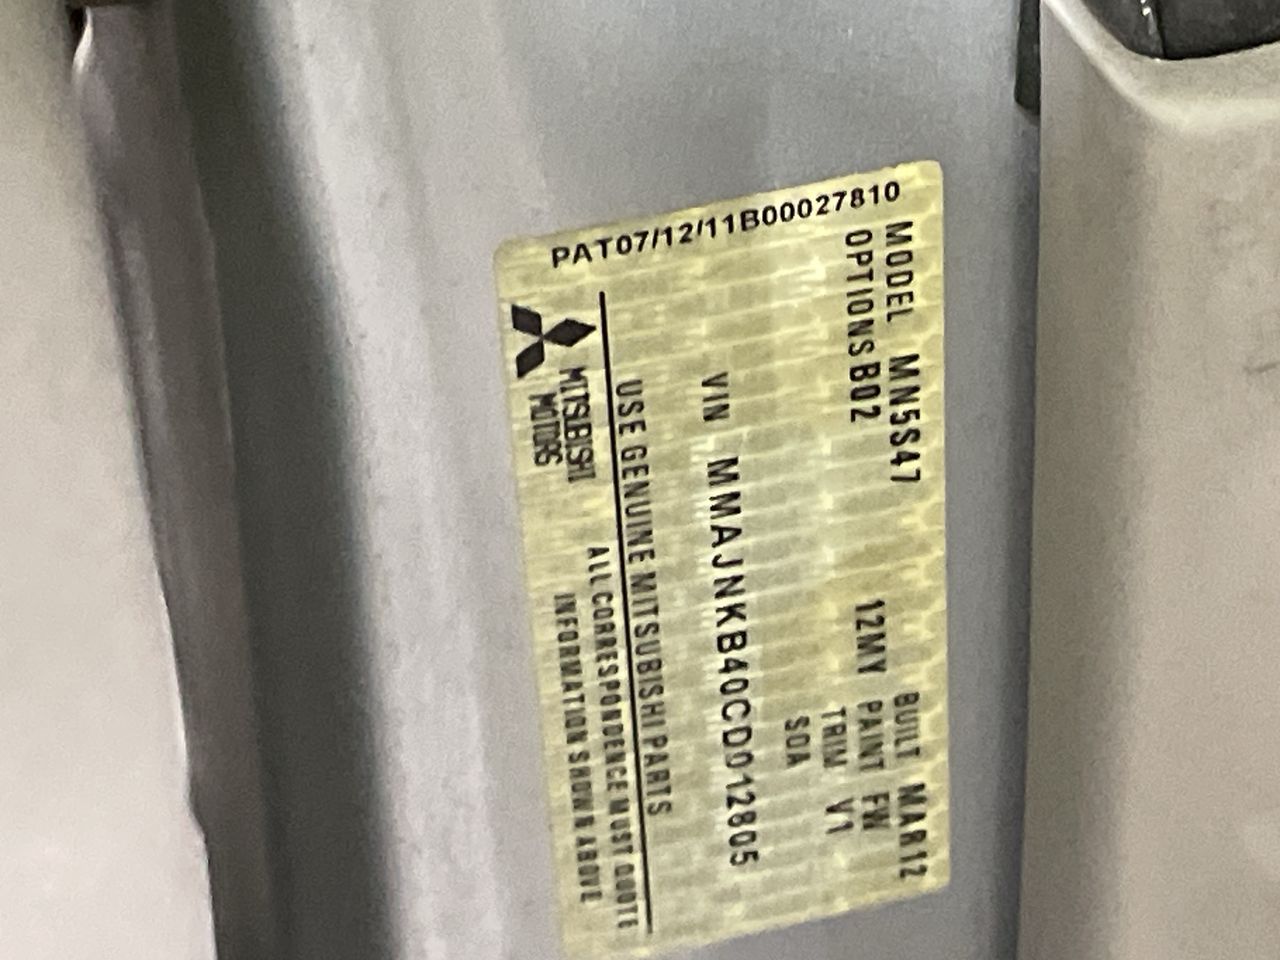 PAT07/12/11B00027810
MODEL MN5S47 BUILT MAR12
OPTIONS B02 12MY PAINT FW
TRIM V1
SOA
VIN MMAJNKB40CD012805
USE GENUINE MITSUBISHI PARTS
MITSUBISHI MOTORS
ALL CORRESPONDENCE MUST QUOTE
INFORMATION SHOWN ABOVE